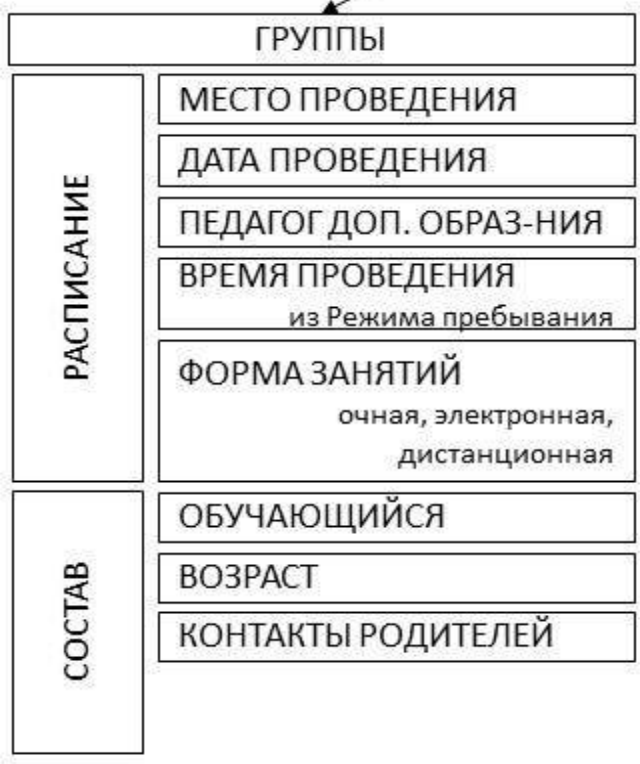 ГРУППЫ
РАСПИСАНИЕ
МЕСТО ПРОВЕДЕНИЯ
ДАТА ПРОВЕДЕНИЯ
ПЕДАГОГ ДОП. ОБРАЗ-НИЯ
ВРЕМЯ ПРОВЕДЕНИЯ
из Режима пребывания
ФОРМА ЗАНЯТИЙ
очная, электронная,
дистанционная
СОСТАВ
ОБУЧАЮЩИЙСЯ
ВОЗРАСТ
КОНТАКТЫ РОДИТЕЛЕЙ